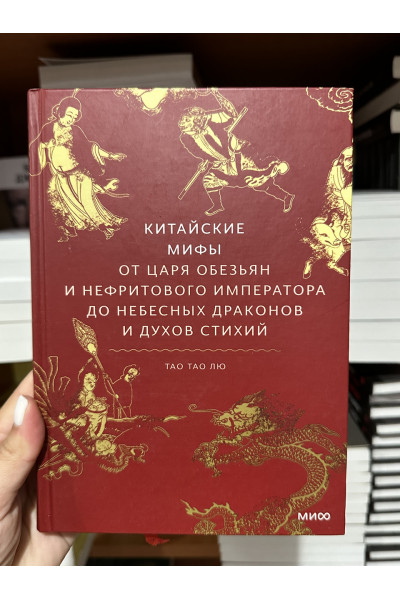 КИТАЙСКИЕ
МИФЫ
ОТ ЦАРЯ ОБЕЗЬЯН
И НЕФРИТОВОГО ИМПЕРАТОРА
ДО НЕБЕСНЫХ ДРАКОНОВ
И ДУХОВ СТИХИЙ
ТАО ТАО ЛЮ
МИФ